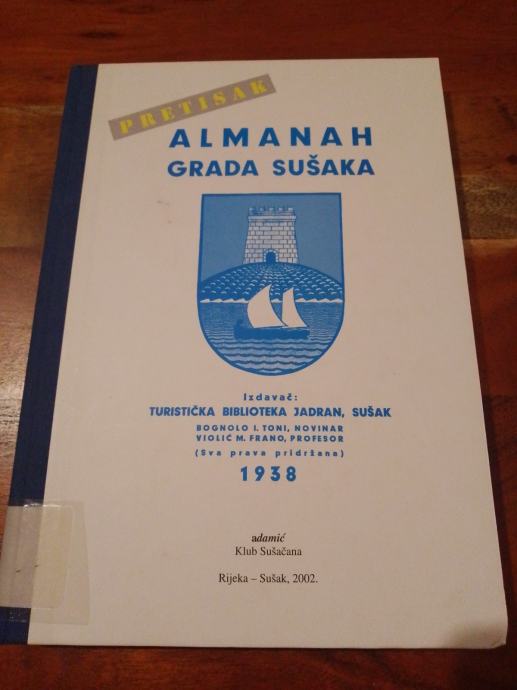 PRETISAK
ALMANAH
GRADA SUŠAKA
Izdavač:
TURISTIČKA BIBLIOTEKA JADRAN, SUŠAK
BOGNOLO I. TONI, NOVINAR
VIOLIĆ M. FRANO, PROFESOR
(Sva prava pridržana)
1938
adamić
Klub Sušačana
Rijeka – Sušak, 2002.